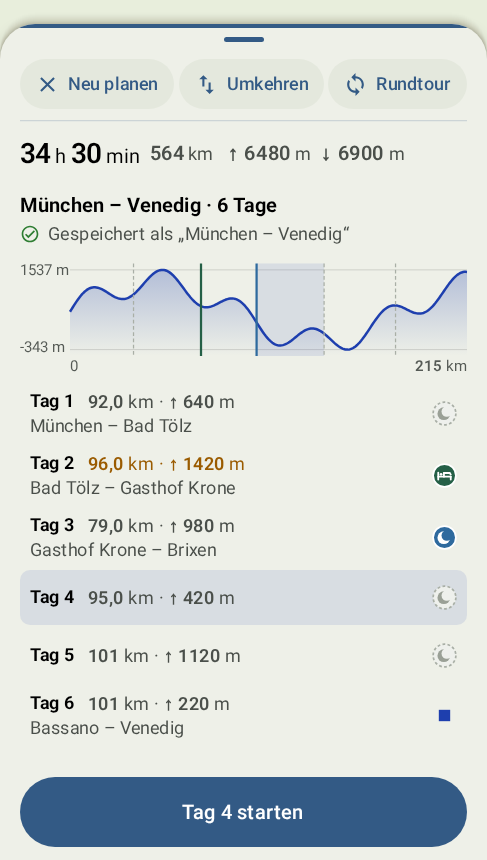 Neu planen
Umkehren
Rundtour
34 h 30 min 564 km ↑ 6480 m ↓ 6900 m
München – Venedig · 6 Tage
Gespeichert als „München – Venedig“
1537 m
-343 m
0
215 km
Tag 1 92,0 km · ↑ 640 m
München – Bad Tölz
Tag 2 96,0 km · ↑ 1420 m
Bad Tölz – Gasthof Krone
Tag 3 79,0 km · ↑ 980 m
Gasthof Krone – Brixen
Tag 4 95,0 km · ↑ 420 m
Tag 5 101 km · ↑ 1120 m
Tag 6 101 km · ↑ 220 m
Bassano – Venedig
Tag 4 starten